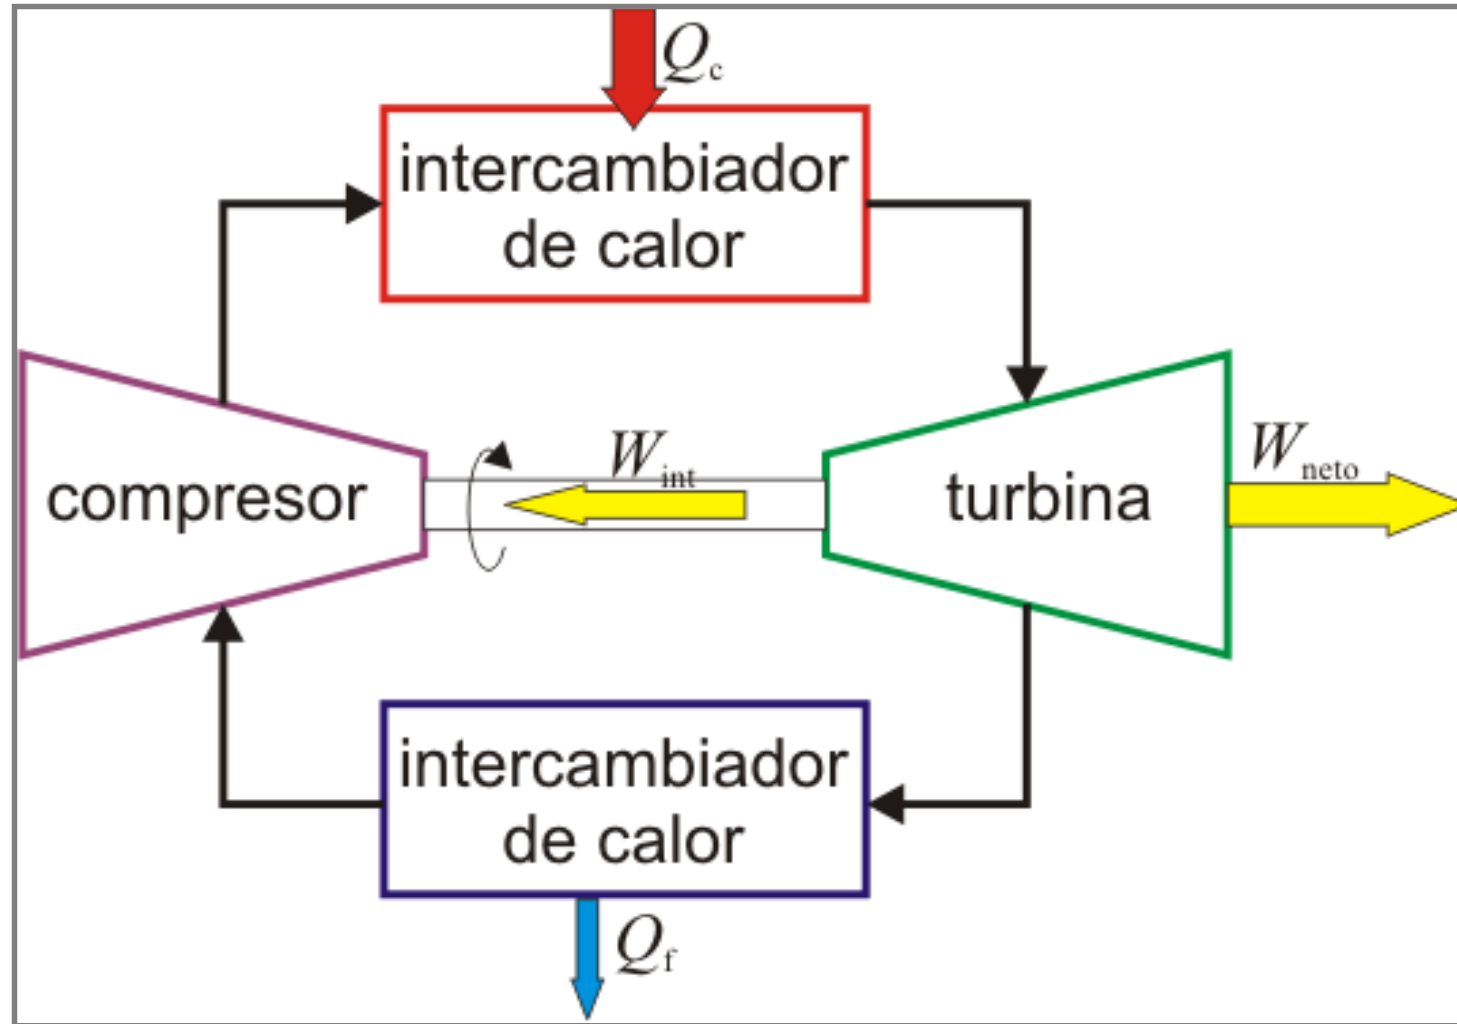 Qc
intercambiador
de calor
compresor
Wint
turbina
Wneto
intercambiador
de calor
Qf